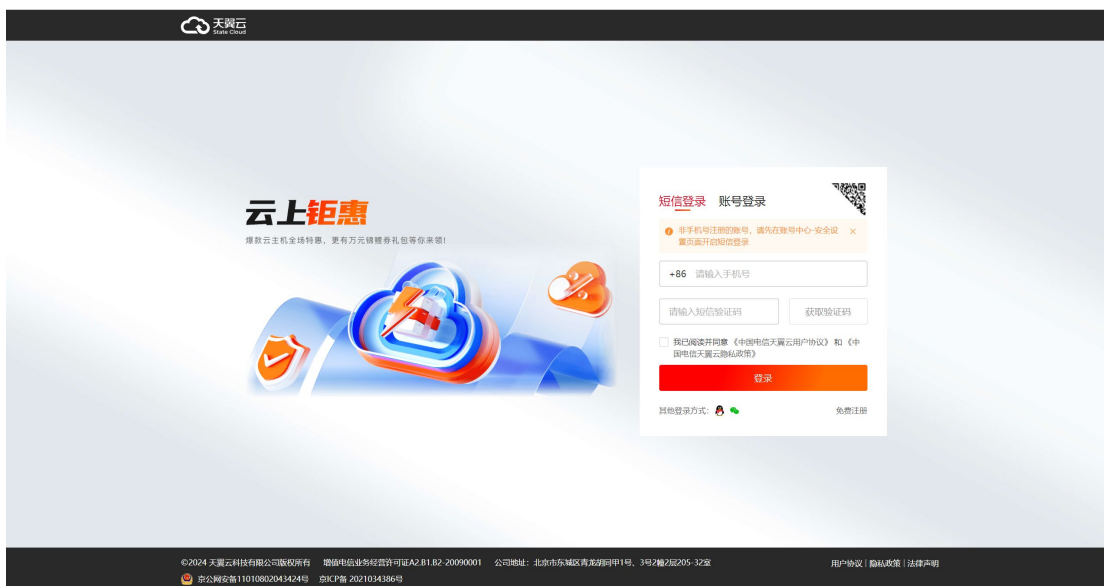 天翼云
State Cloud
云上钜惠
爆款云主机全场特惠，更有万元锦鲤券礼包等你来领！
短信登录 账号登录
非手机号注册的账号，请先在账号中心-安全设
置页面开启短信登录
+86 请输入手机号
请输入短信验证码 获取验证码
我已阅读并同意 《中国电信天翼云用户协议》 和 《中
国电信天翼云隐私政策》
登录
其他登录方式： 免费注册
©2024 天翼云科技有限公司版权所有 增值电信业务经营许可证A2.B1.B2-20090001 公司地址：北京市东城区青龙胡同甲1号、3号2幢2层205-32室 用户协议 | 隐私政策 | 法律声明
京公网安备11010802043424号 京ICP备 2021034386号